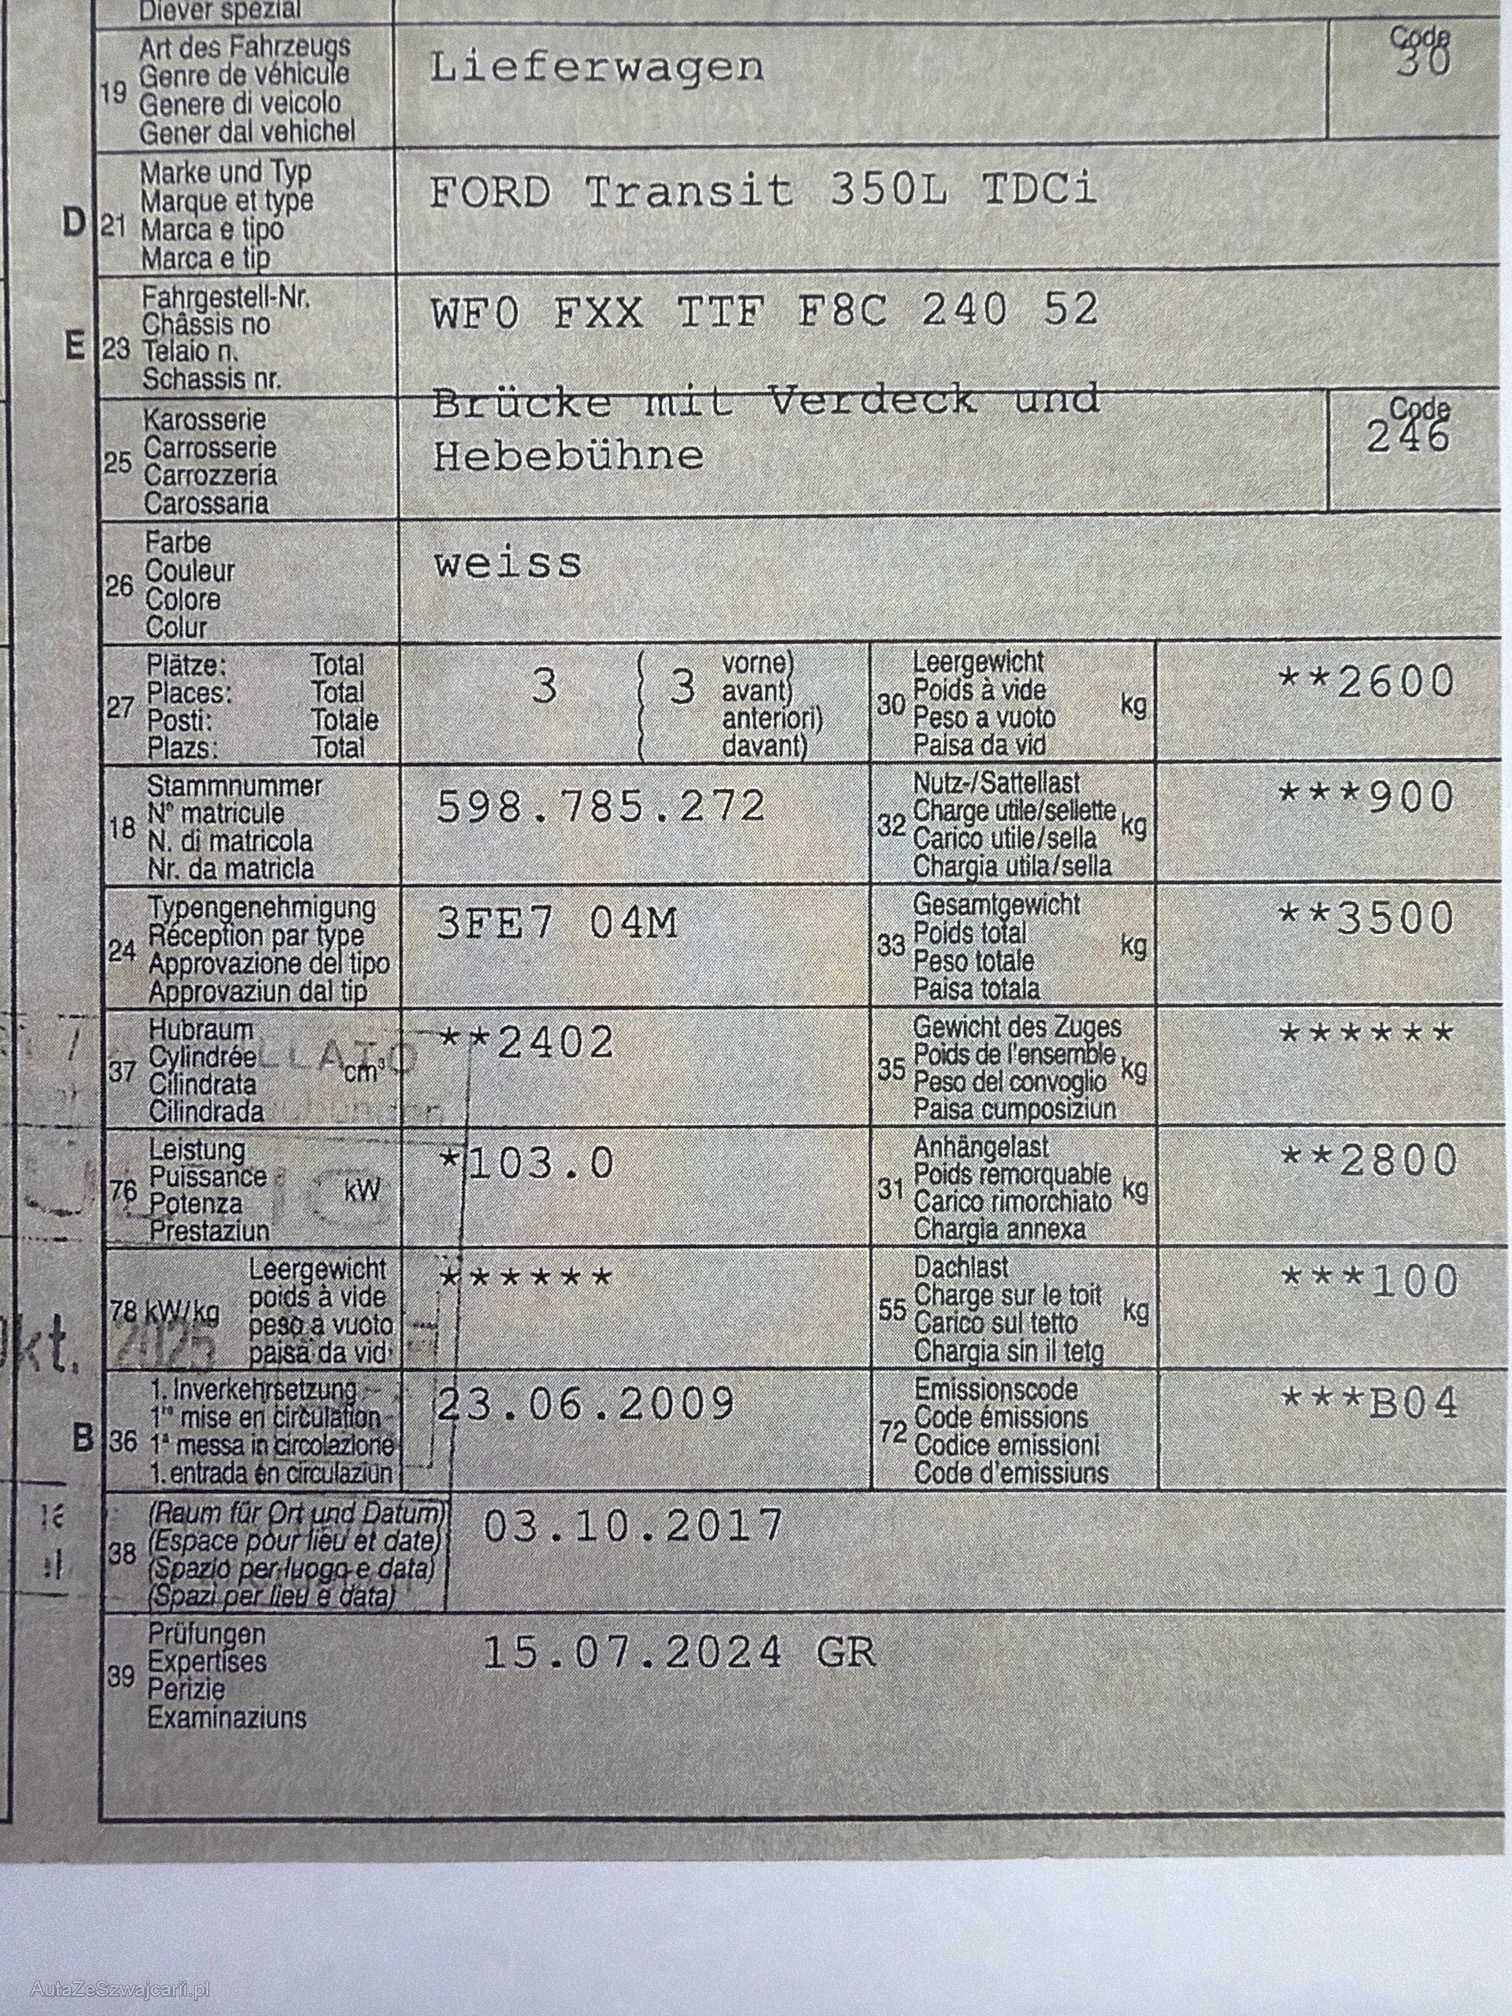 Diever spezial
19 Art des Fahrzeugs
Genre de véhicule
Genere di veicolo
Gener dal vehichel
Lieferwagen
Code
30
D 21 Marke und Typ
Marque et type
Marca e tipo
Marca e tip
FORD Transit 350L TDCi
E 23 Fahrgestell-Nr.
Châssis no
Telaio n.
Schassis nr.
WF0 FXX TTF F8C 240 52
25 Karosserie
Carrosserie
Carrozzeria
Carossaria
Brücke mit Verdeck und
Hebebühne
Code
246
26 Farbe
Couleur
Colore
Colur
weiss
27 Plätze: Total
Places: Total
Posti: Totale
Plazs: Total
3 ( 3 vorne)
avant)
anteriori)
davant)
30 Leergewicht
Poids à vide
Peso a vuoto
Paisa da vid
kg
**2600
18 Stammnummer
N° matricule
N. di matricola
Nr. da matricla
598.785.272
32 Nutz-/Sattellast
Charge utile/sellette
Carico utile/sella
Chargia utila/sella
kg
***900
24 Typengenehmigung
Réception par type
Approvazione del tipo
Approvaziun dal tip
3FE7 04M
33 Gesamtgewicht
Poids total
Peso totale
Paisa totala
kg
**3500
37 Hubraum
Cylindrée
Cilindrata
Cilindrada
cm³
**2402
35 Gewicht des Zuges
Poids de l'ensemble
Peso del convoglio
Paisa cumposiziun
kg
******
76 Leistung
Puissance
Potenza
Prestaziun
kW
*103.0
31 Anhängelast
Poids remorquable
Carico rimorchiato
Chargia annexa
kg
**2800
78 kW/kg Leergewicht
poids à vide
peso a vuoto
paisa da vid
******
55 Dachlast
Charge sur le toit
Carico sul tetto
Chargia sin il tetg
kg
***100
kt. 2025
B 36 1. Inverkehrsetzung
1re mise en circulation
1a messa in circolazione
1. entrada en circulaziun
23.06.2009
72 Emissionscode
Code émissions
Codice emissioni
Code d'emissiuns
***B04
38 (Raum für Ort und Datum)
(Espace pour lieu et date)
(Spazio per luogo e data)
(Spazi per lieu e data)
03.10.2017
39 Prüfungen
Expertises
Perizie
Examinaziuns
15.07.2024 GR
AutaZeSzwajcarii.pl